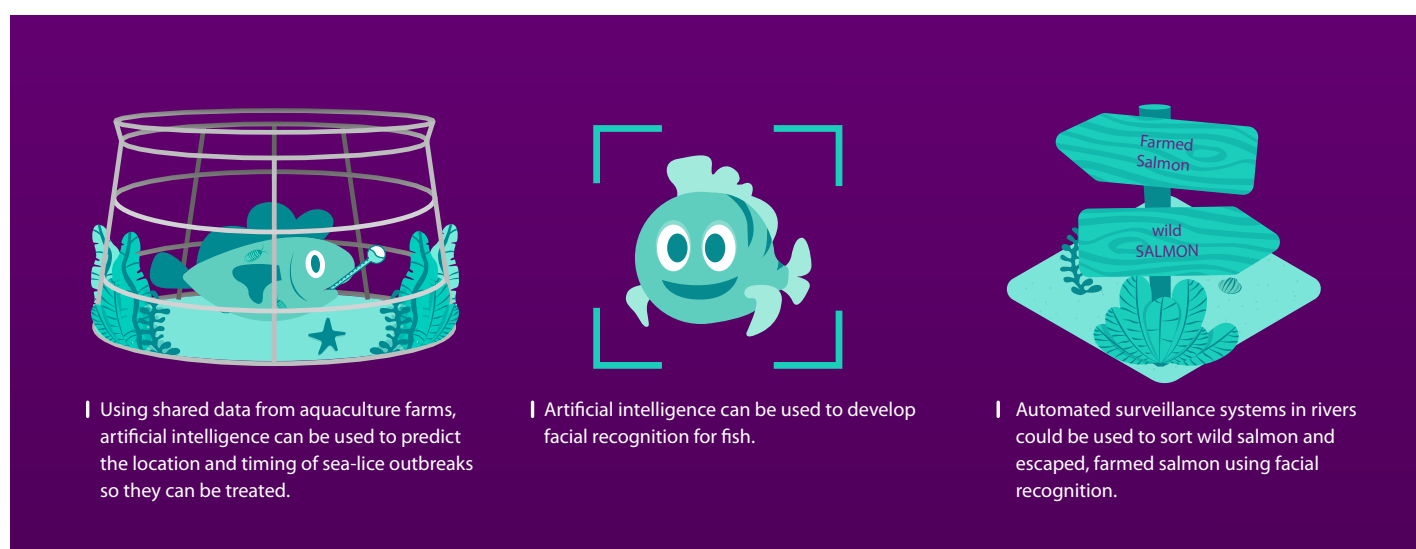 Farmed
Salmon
wild
SALMON
Using shared data from aquaculture farms,
artificial intelligence can be used to predict
the location and timing of sea-lice outbreaks
so they can be treated.
Artificial intelligence can be used to develop
facial recognition for fish.
Automated surveillance systems in rivers
could be used to sort wild salmon and
escaped, farmed salmon using facial
recognition.